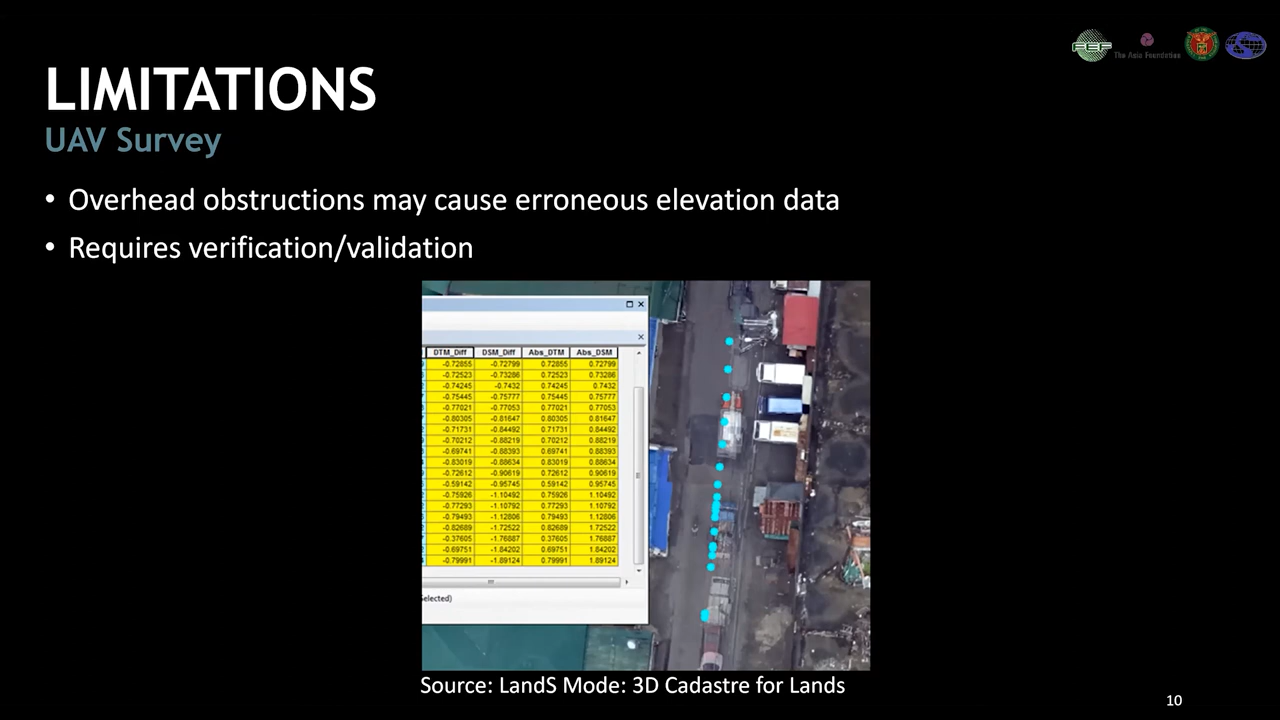 LIMITATIONS
UAV Survey
• Overhead obstructions may cause erroneous elevation data
• Requires verification/validation
FEF
The Asia Foundation
DTM_Diff DSM_Diff Abs_DTM Abs_DSM
-0.72855 -0.72799 0.72855 0.72799
-0.72523 -0.73286 0.72523 0.73286
-0.74245 -0.7432 0.74245 0.7432
-0.75445 -0.75777 0.75445 0.75777
-0.77021 -0.77053 0.77021 0.77053
-0.80305 -0.81647 0.80305 0.81647
-0.71731 -0.84492 0.71731 0.84492
-0.70212 -0.88219 0.70212 0.88219
-0.69741 -0.88393 0.69741 0.88393
-0.83019 -0.88634 0.83019 0.88634
-0.72612 -0.90619 0.72612 0.90619
-0.59142 -0.95745 0.59142 0.95745
-0.75926 -1.10492 0.75926 1.10492
-0.77293 -1.10792 0.77293 1.10792
-0.79493 -1.12806 0.79493 1.12806
-0.82689 -1.72522 0.82689 1.72522
-0.37605 -1.76887 0.37605 1.76887
-0.69751 -1.84202 0.69751 1.84202
-0.79991 -1.89124 0.79991 1.89124
Selected)
Source: LandS Mode: 3D Cadastre for Lands
10